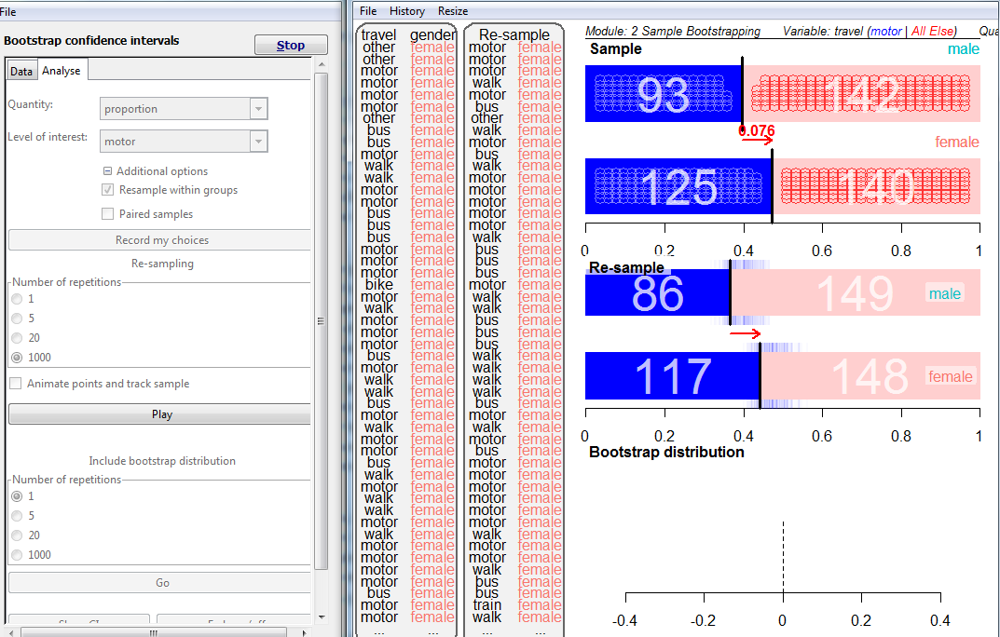 File
Bootstrap confidence intervals
Stop
Data
Analyse
Quantity:
proportion
Level of interest:
motor
Additional options
Resample within groups
Paired samples
Record my choices
Re-sampling
Number of repetitions
1
5
20
1000
Animate points and track sample
Play
Include bootstrap distribution
Number of repetitions
1
5
20
1000
Go
File History Resize
travel gender Re-sample
other female motor female
other female motor female
motor female motor female
motor female walk female
motor female motor female
motor female bus female
other female other female
bus female walk female
bus female motor female
motor female bus female
walk female walk female
walk female motor female
motor female motor female
motor female motor female
bus female motor female
bus female motor female
bus female walk female
motor female bus female
motor female bus female
motor female bus female
bike female motor female
motor female walk female
walk female walk female
motor female bus female
motor female bus female
motor female bus female
bus female walk female
motor female bus female
walk female walk female
walk female walk female
bus female bus female
motor female motor female
walk female walk female
motor female motor female
motor female bus female
bus female motor female
walk female motor female
motor female motor female
walk female motor female
walk female motor female
motor female motor female
walk female walk female
motor female motor female
motor female motor female
motor female walk female
motor female bus female
bus female bus female
motor female train female
motor female walk female
... ... ... ...
Module: 2 Sample Bootstrapping Variable: travel (motor | All Else) Qua
Sample
male
93 142
0.076
female
125 140
0 0.2 0.4 0.6 0.8 1
Re-sample
86 149 male
117 148 female
0 0.2 0.4 0.6 0.8 1
Bootstrap distribution
-0.4 -0.2 0 0.2 0.4